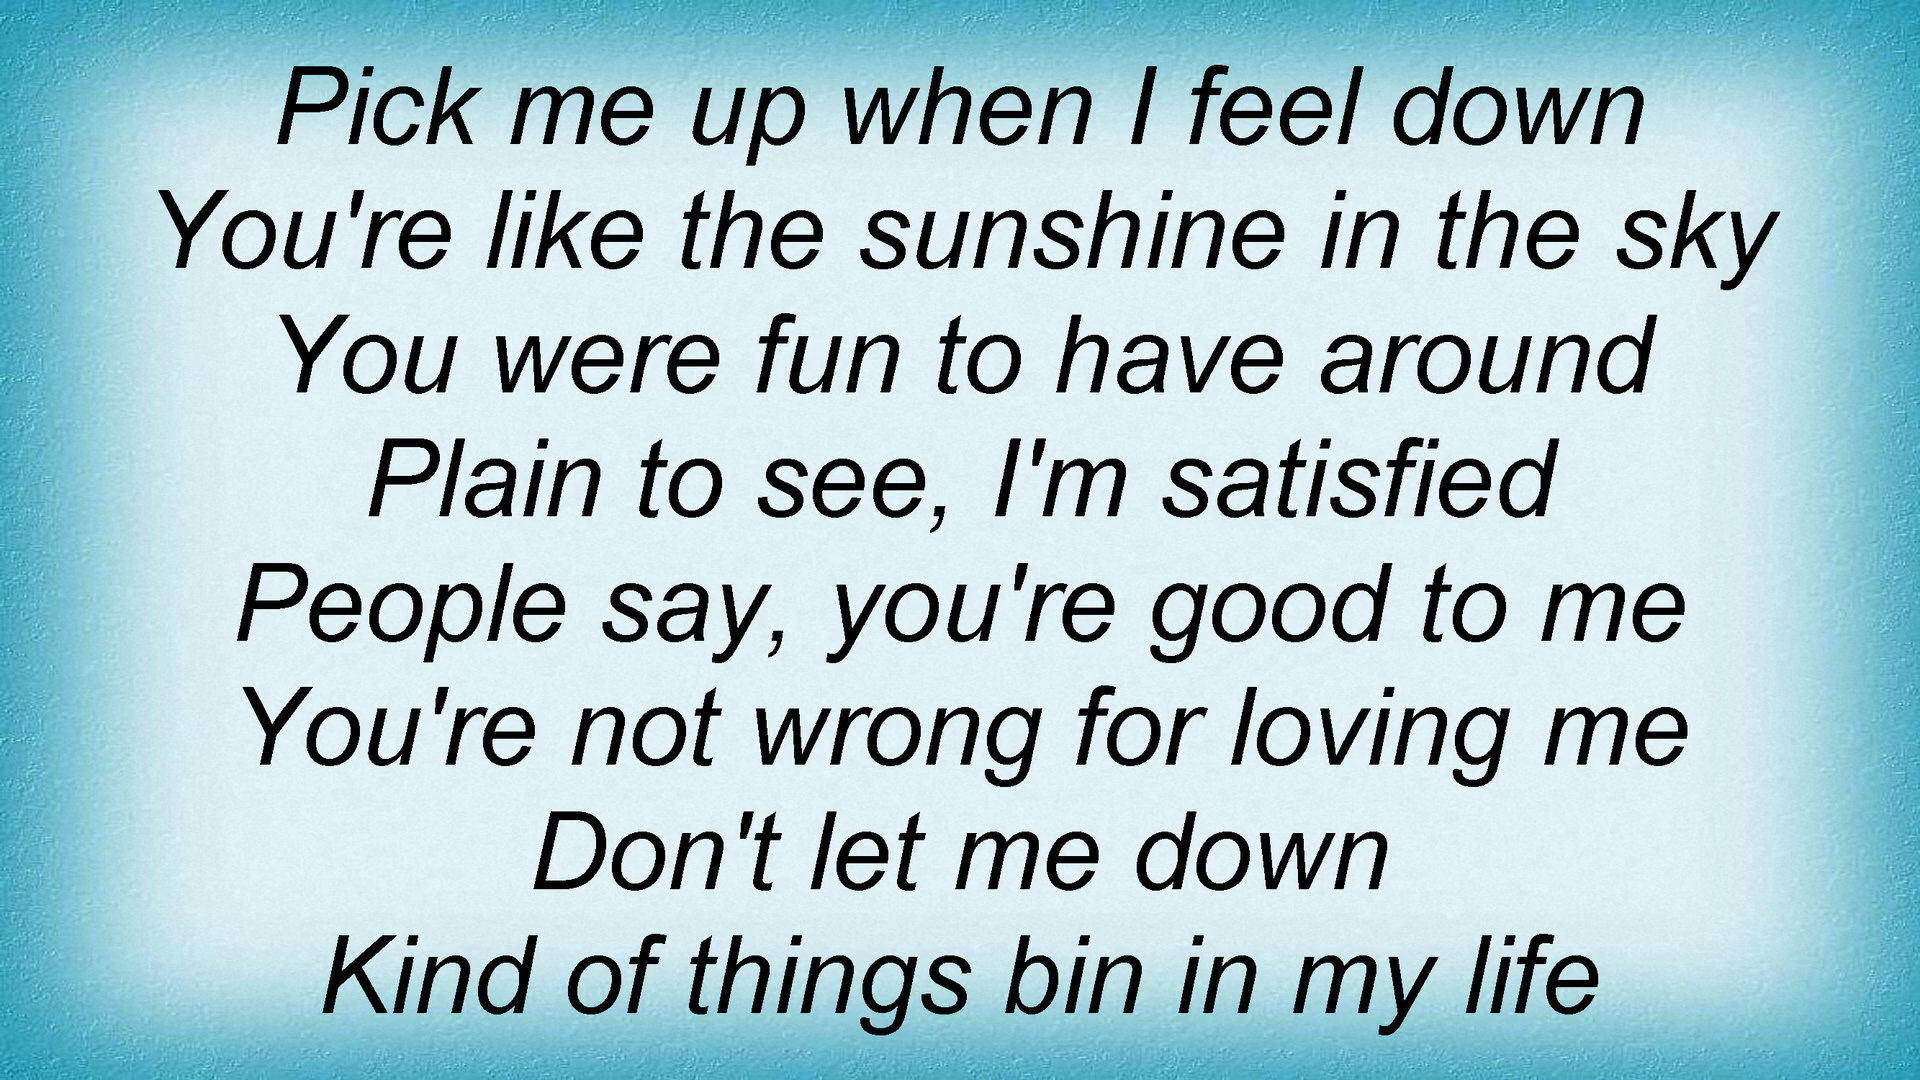 Pick me up when I feel down
You're like the sunshine in the sky
You were fun to have around
Plain to see, I'm satisfied
People say, you're good to me
You're not wrong for loving me
Don't let me down
Kind of things bin in my life